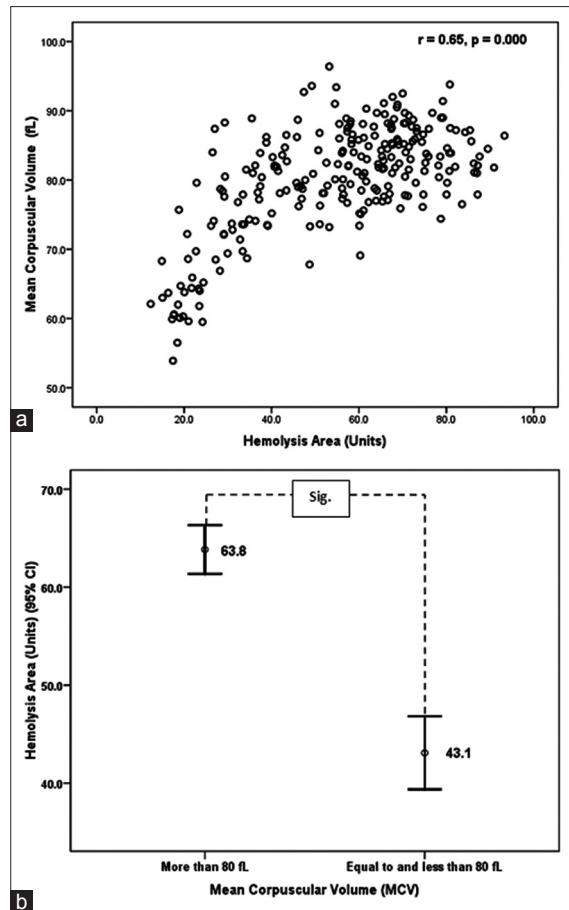 r = 0.65, p = 0.000
100.0
90.0
80.0
70.0
60.0
50.0
Mean Corpuscular Volume (fL)
0.0 20.0 40.0 60.0 80.0 100.0
Hemolysis Area (Units)
a
70.0
60.0
50.0
40.0
Hemolysis Area (Units) (95% CI)
Sig.
63.8
43.1
More than 80 fL Equal to and less than 80 fL
Mean Corpuscular Volume (MCV)
b